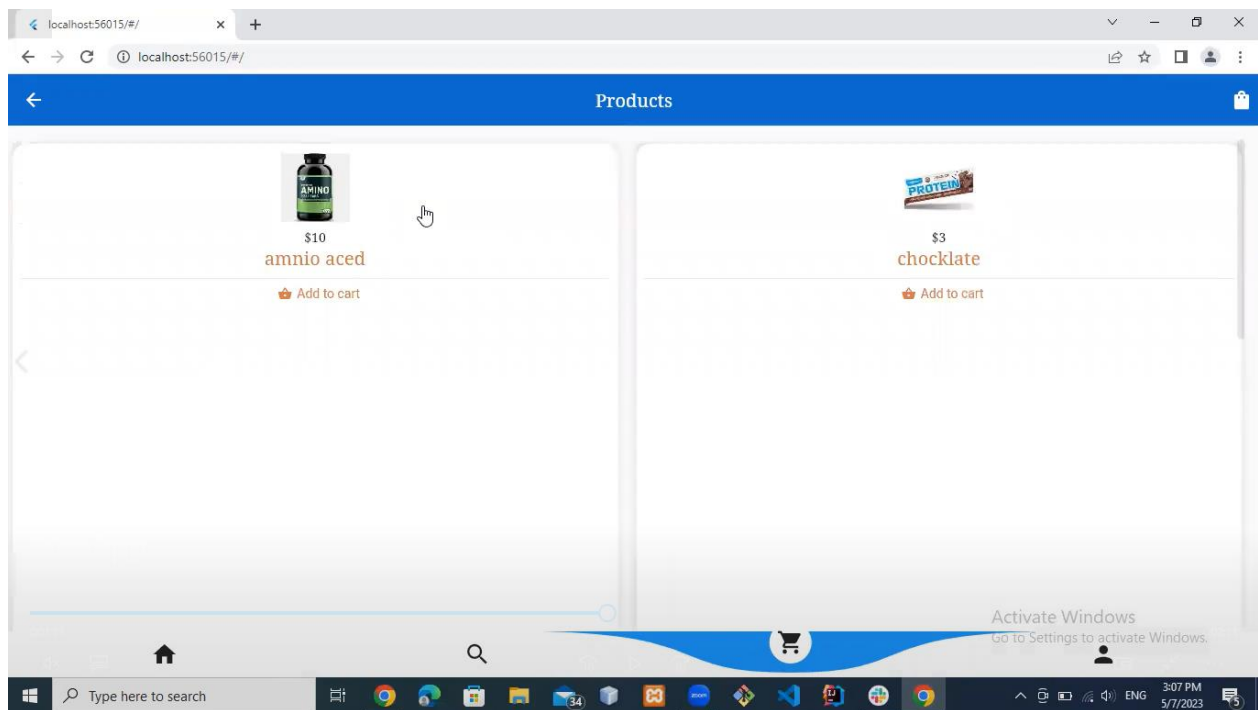 localhost:56015/#/
localhost:56015/#/
Products
AMINO
PROTEIN
$10
$3
amnio aced
chocklate
Add to cart
Add to cart
Activate Windows
Go to Settings to activate Windows.
Type here to search
34
zoom
ENG
3:07 PM
5/7/2023
5